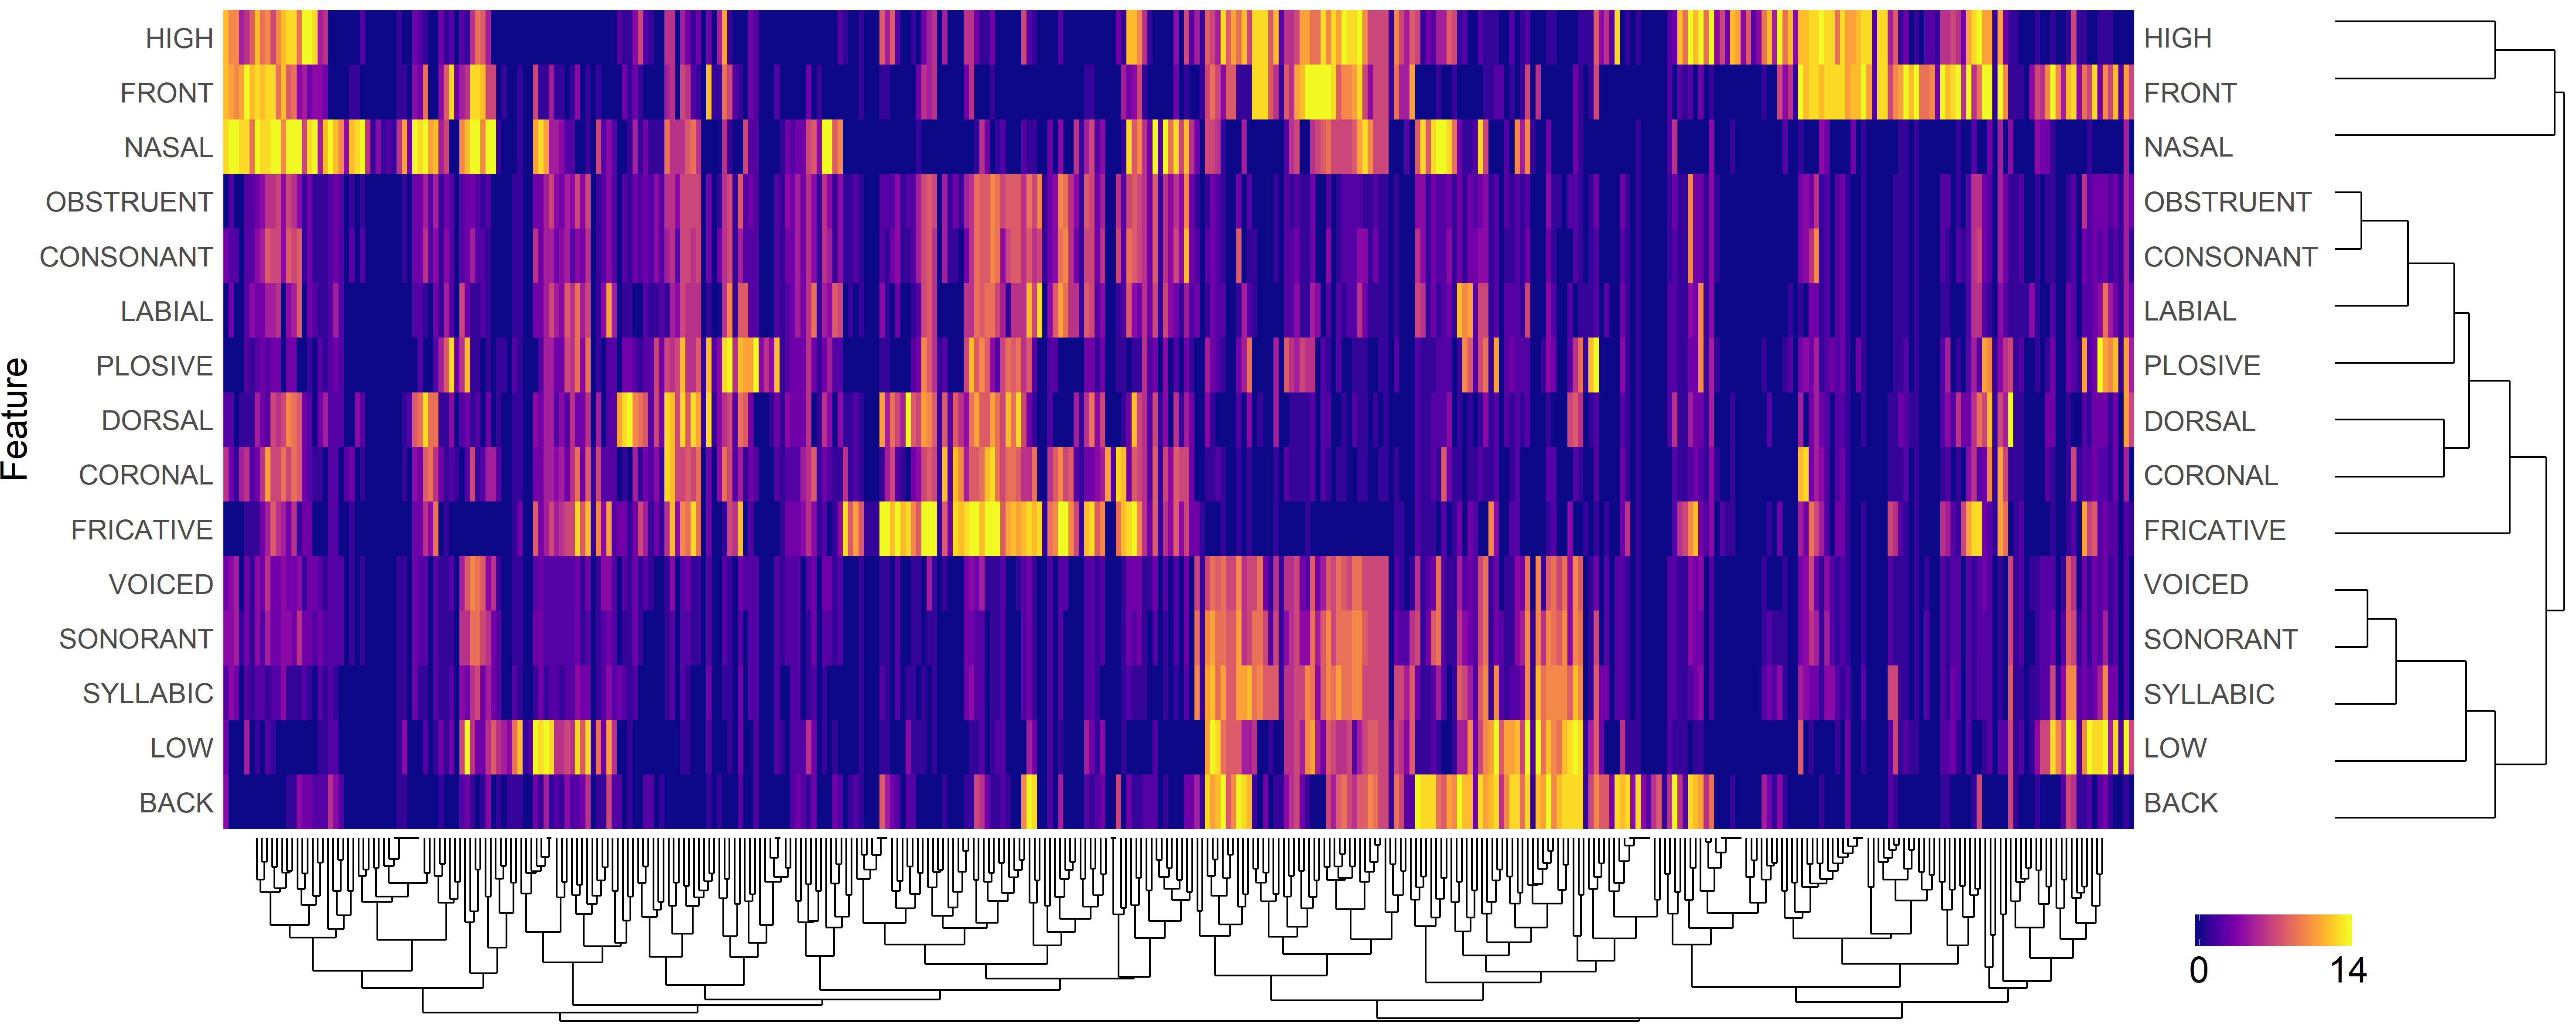 Feature
HIGH
FRONT
NASAL
OBSTRUENT
CONSONANT
LABIAL
PLOSIVE
DORSAL
CORONAL
FRICATIVE
VOICED
SONORANT
SYLLABIC
LOW
BACK
HIGH
FRONT
NASAL
OBSTRUENT
CONSONANT
LABIAL
PLOSIVE
DORSAL
CORONAL
FRICATIVE
VOICED
SONORANT
SYLLABIC
LOW
BACK
0 14